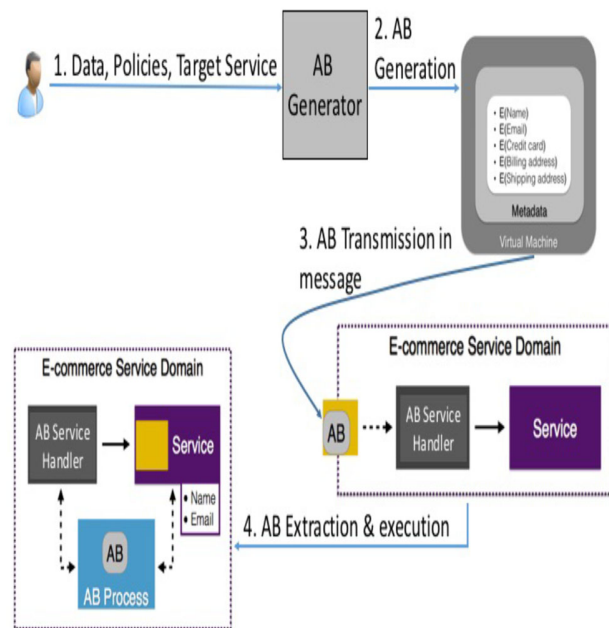 1. Data, Policies, Target Service
AB
Generator
2. AB
Generation
• E(Name)
• E(Email)
• E(Credit card)
• E(Billing address)
• E(Shipping address)
Metadata
Virtual Machine
3. AB Transmission in
message
E-commerce Service Domain
AB
AB Service
Handler
Service
E-commerce Service Domain
AB Service
Handler
Service
• Name
• Email
AB
AB Process
4. AB Extraction & execution